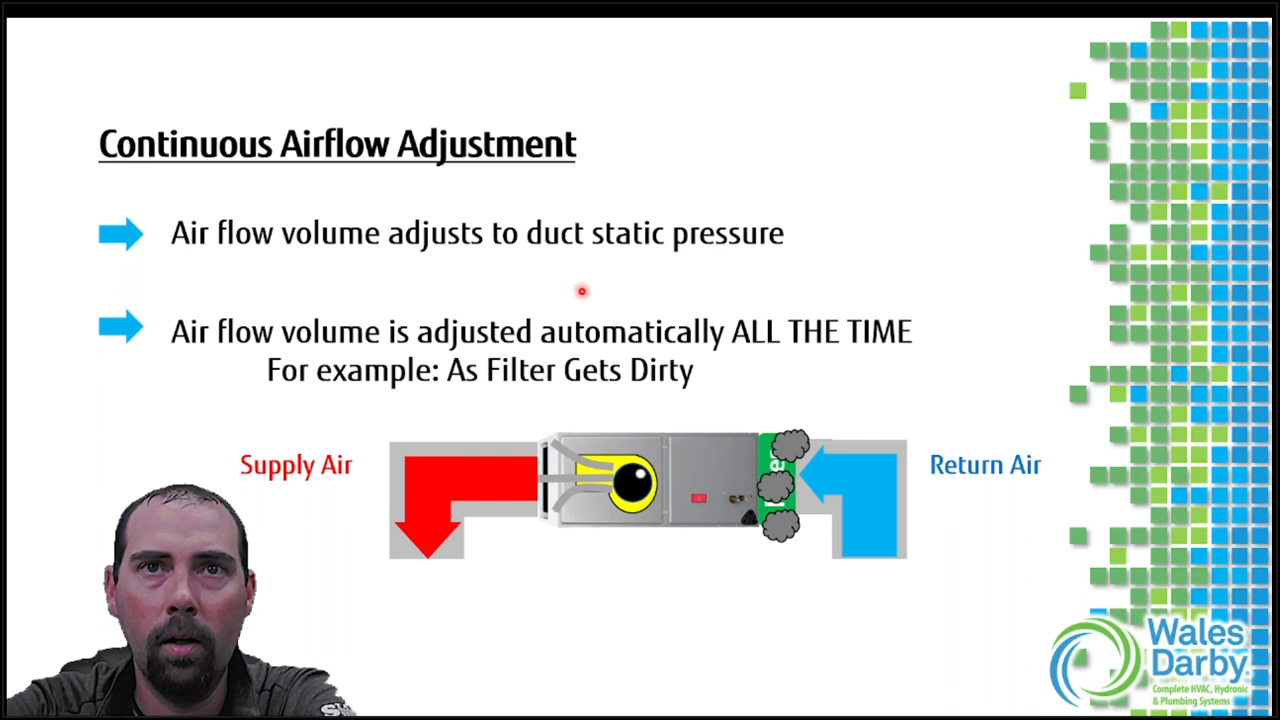 Continuous Airflow Adjustment
Air flow volume adjusts to duct static pressure
Air flow volume is adjusted automatically ALL THE TIME
For example: As Filter Gets Dirty
Supply Air
Return Air
Wales
Darby
Complete HVAC, Hydronic
& Plumbing Systems